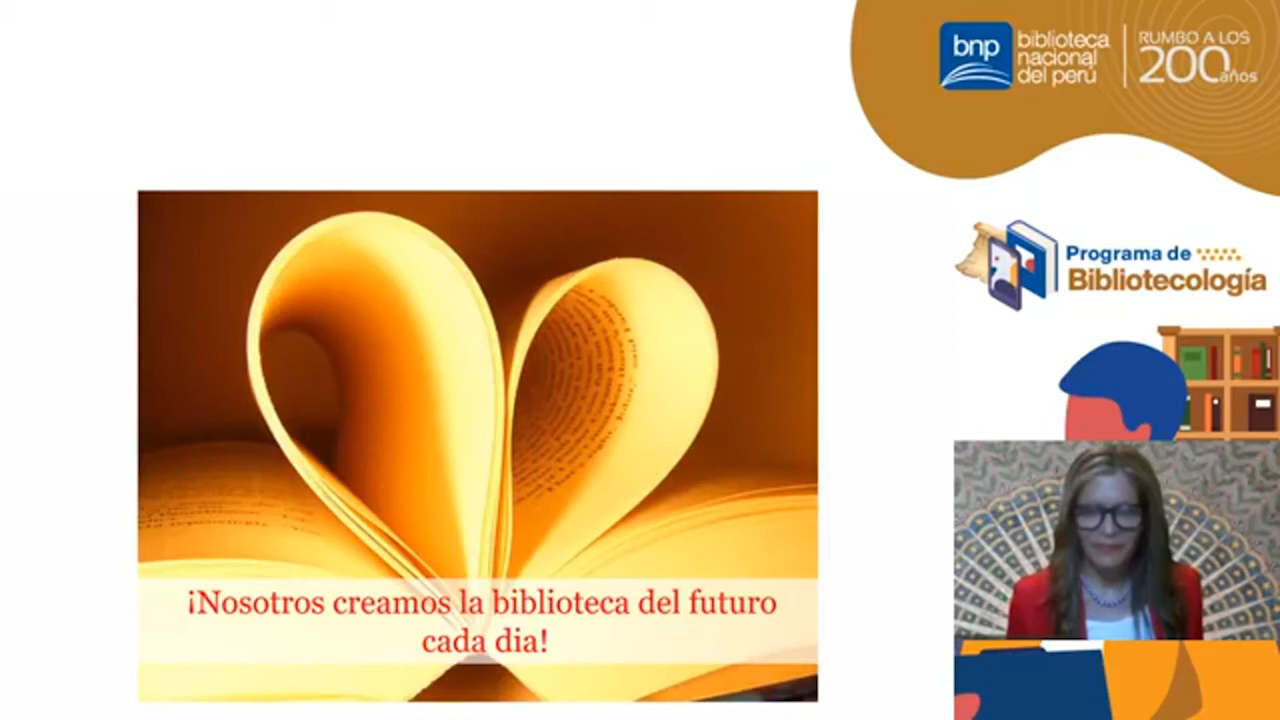 bnp
biblioteca
nacional
del perú
RUMBO A LOS
200
años
Programa de
Bibliotecología
¡Nosotros creamos la biblioteca del futuro
cada dia!